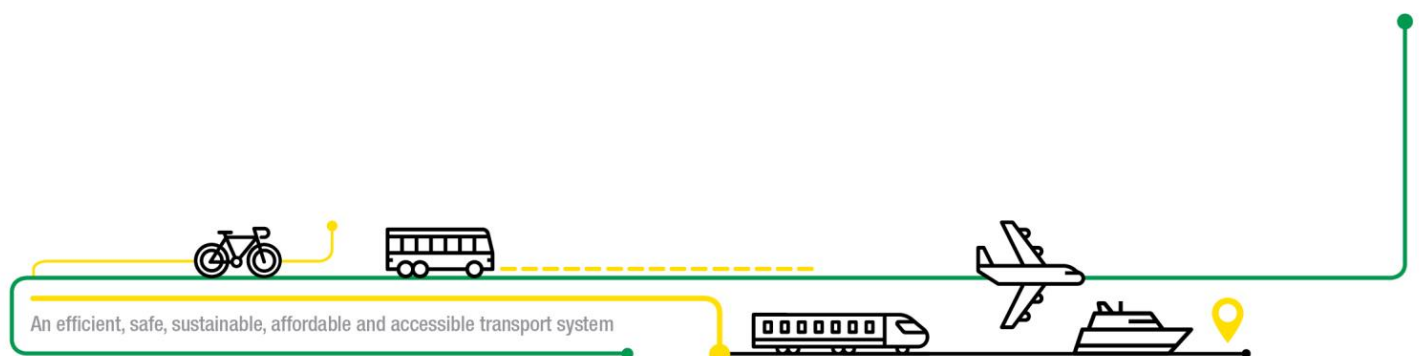 An efficient, safe, sustainable, affordable and accessible transport system